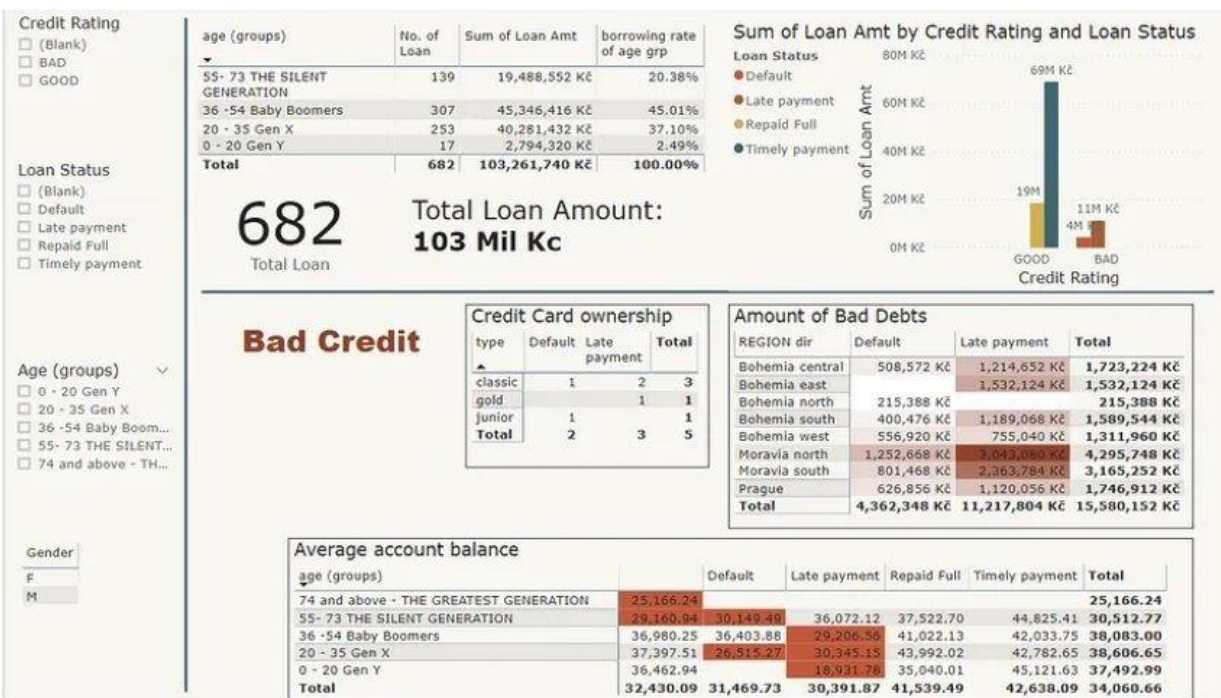 Credit Rating
(Blank)
BAD
GOOD
Loan Status
(Blank)
Default
Late payment
Repaid Full
Timely payment
Age (groups)
0 - 20 Gen Y
20 - 35 Gen X
36 -54 Baby Boom...
55- 73 THE SILENT...
74 and above - TH...
Gender
F
M
age (groups) No. of Loan Sum of Loan Amt borrowing rate of age grp
55- 73 THE SILENT GENERATION 139 19,488,552 Kč 20.38%
36 -54 Baby Boomers 307 45,346,416 Kč 45.01%
20 - 35 Gen X 253 40,281,432 Kč 37.10%
0 - 20 Gen Y 17 2,794,320 Kč 2.49%
Total 682 103,261,740 Kč 100.00%
682
Total Loan
Total Loan Amount:
103 Mil Kc
Sum of Loan Amt by Credit Rating and Loan Status
Loan Status
Default
Late payment
Repaid Full
Timely payment
Sum of Loan Amt
80M Kč
60M Kč
40M Kč
20M Kč
0M Kč
69M Kč
19M
11M Kč
4M
GOOD BAD
Credit Rating
Bad Credit
Credit Card ownership
type Default Late payment Total
classic 1 2 3
gold 1 1
junior 1 1
Total 2 3 5
Amount of Bad Debts
REGION dir Default Late payment Total
Bohemia central 508,572 Kč 1,214,652 Kč 1,723,224 Kč
Bohemia east 1,532,124 Kč 1,532,124 Kč
Bohemia north 215,388 Kč 215,388 Kč
Bohemia south 400,476 Kč 1,189,068 Kč 1,589,544 Kč
Bohemia west 556,920 Kč 755,040 Kč 1,311,960 Kč
Moravia north 1,252,668 Kč 3,043,080 Kč 4,295,748 Kč
Moravia south 801,468 Kč 2,363,784 Kč 3,165,252 Kč
Prague 626,856 Kč 1,120,056 Kč 1,746,912 Kč
Total 4,362,348 Kč 11,217,804 Kč 15,580,152 Kč
Average account balance
age (groups) Default Late payment Repaid Full Timely payment Total
74 and above - THE GREATEST GENERATION 25,166.24 25,166.24
55- 73 THE SILENT GENERATION 29,160.94 30,149.49 36,072.12 37,522.70 44,825.41 30,512.77
36 -54 Baby Boomers 36,980.25 36,403.88 29,206.56 41,022.13 42,033.75 38,083.00
20 - 35 Gen X 37,397.51 26,515.27 30,345.15 43,992.02 42,782.65 38,606.65
0 - 20 Gen Y 36,462.94 18,931.78 35,040.01 45,121.63 37,492.99
Total 32,430.09 31,469.73 30,391.87 41,539.49 42,638.09 34,060.66